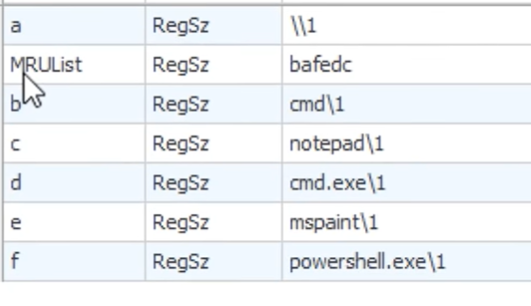 a RegSz \\1
MRUList RegSz bafedc
b RegSz cmd\1
c RegSz notepad\1
d RegSz cmd.exe\1
e RegSz mspaint\1
f RegSz powershell.exe\1